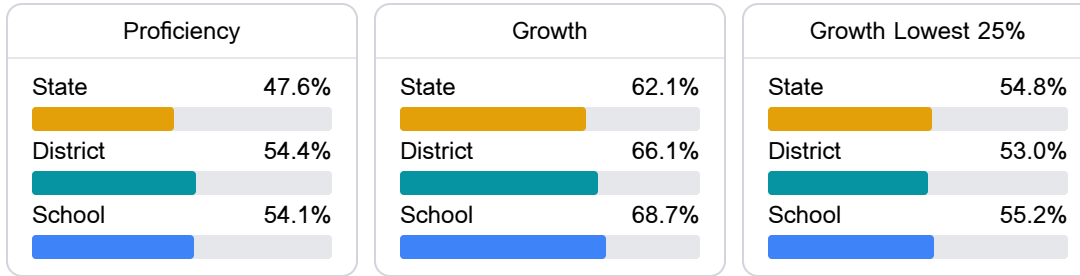 Proficiency
State 47.6%
District 54.4%
School 54.1%
Growth
State 62.1%
District 66.1%
School 68.7%
Growth Lowest 25%
State 54.8%
District 53.0%
School 55.2%